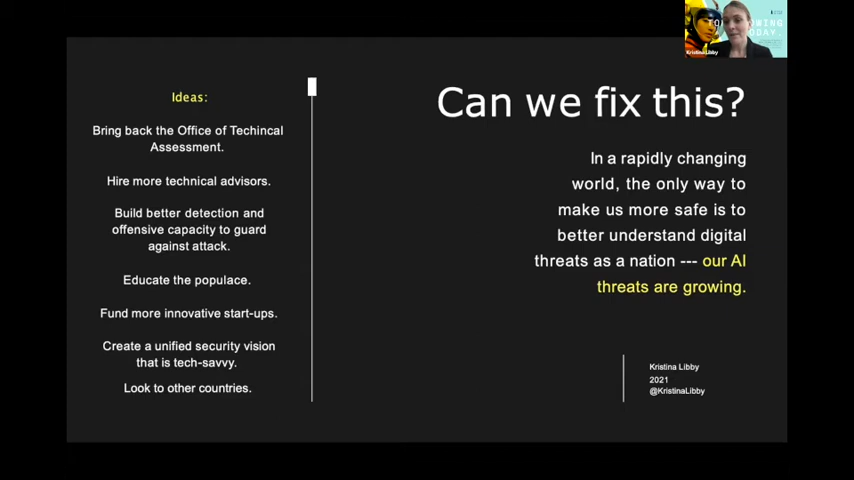 Ideas:
Bring back the Office of Techincal
Assessment.
Hire more technical advisors.
Build better detection and
offensive capacity to guard
against attack.
Educate the populace.
Fund more innovative start-ups.
Create a unified security vision
that is tech-savvy.
Look to other countries.
Can we fix this?
In a rapidly changing
world, the only way to
make us more safe is to
better understand digital
threats as a nation --- our AI
threats are growing.
Kristina Libby
2021
@KristinaLibby
Kristina Libby